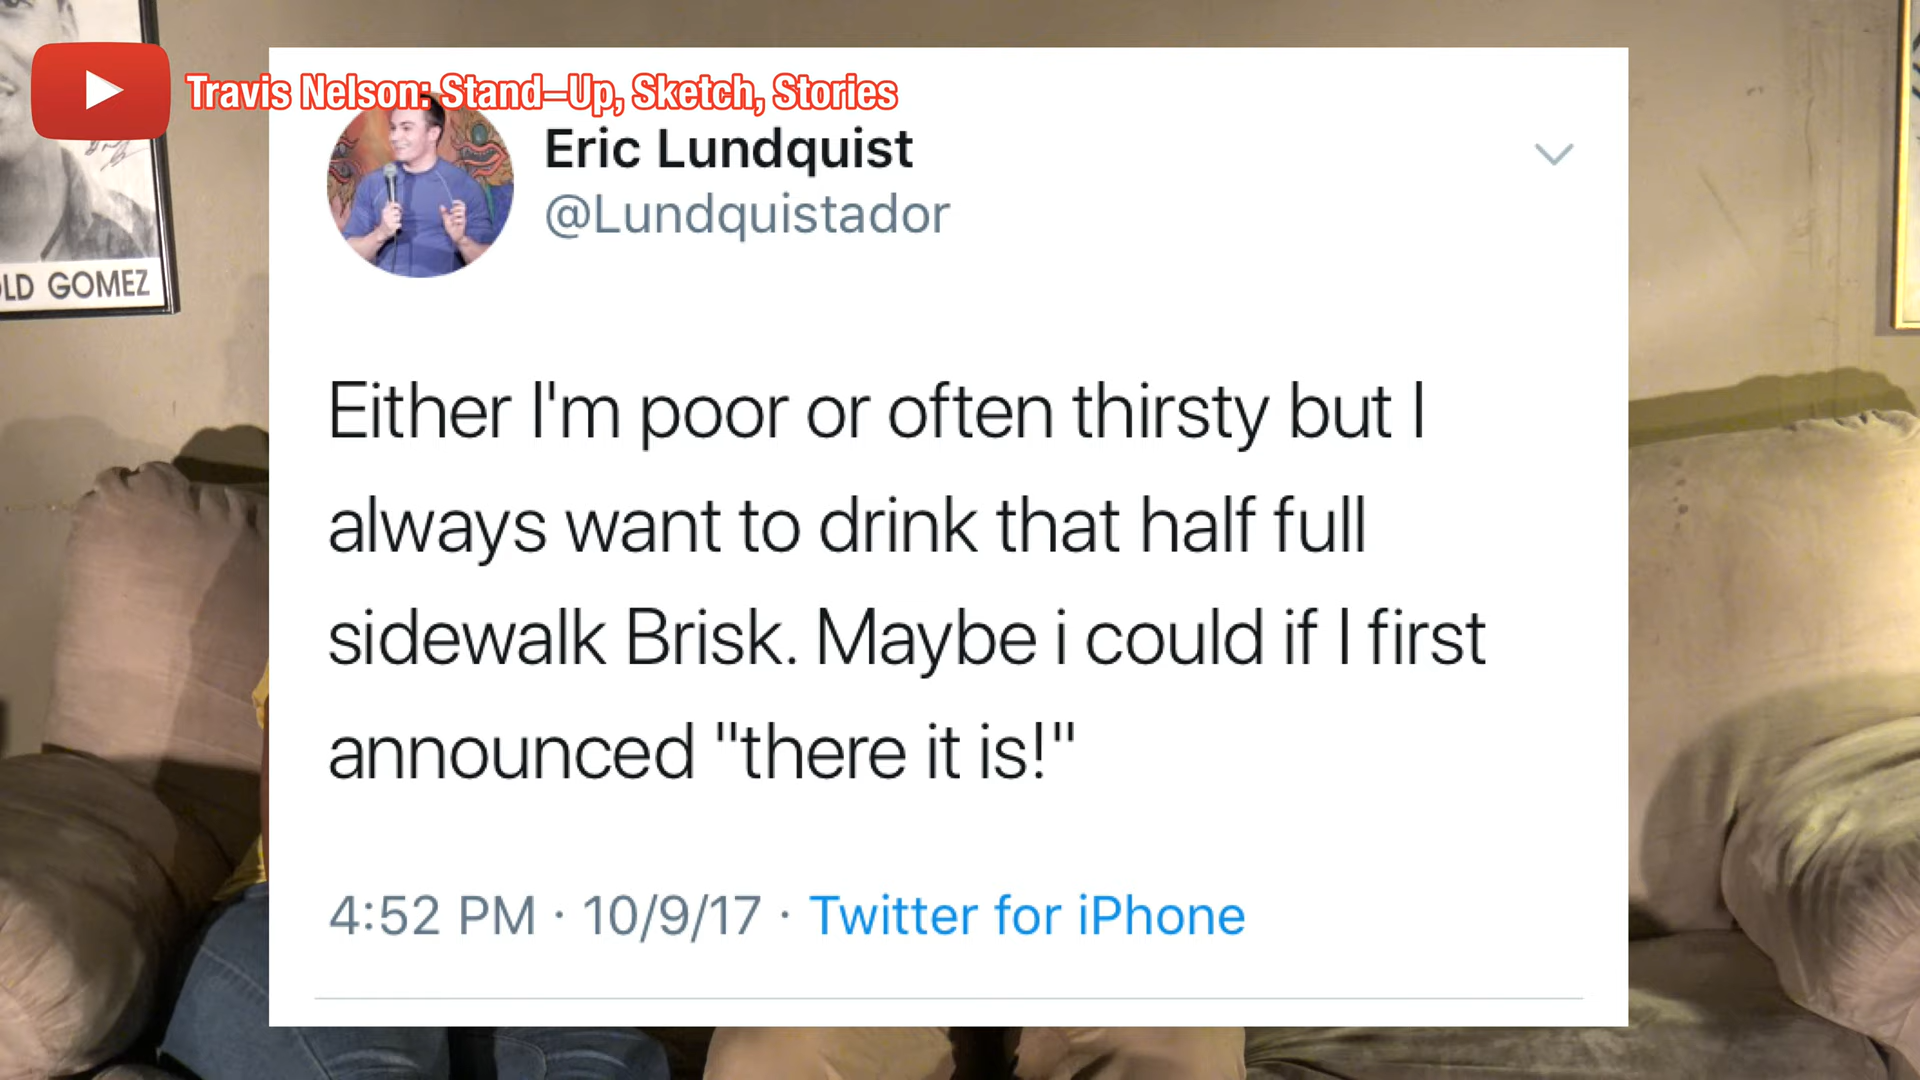 Travis Nelson: Stand–Up, Sketch, Stories
Eric Lundquist
@Lundquistador
LD GOMEZ
Either I'm poor or often thirsty but I
always want to drink that half full
sidewalk Brisk. Maybe i could if I first
announced "there it is!"
4:52 PM · 10/9/17 · Twitter for iPhone